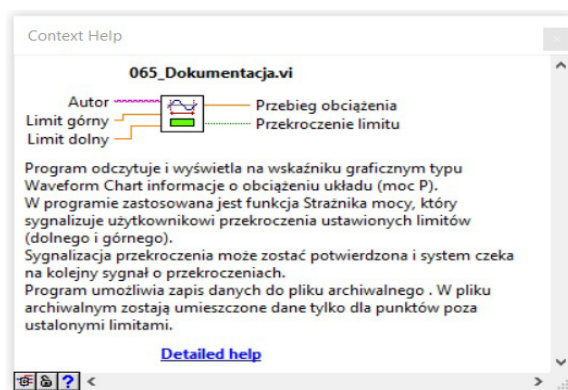 Context Help
065_Dokumentacja.vi
Autor
Przebieg obciążenia
Limit górny
Przekroczenie limitu
Limit dolny
Program odczytuje i wyświetla na wskaźniku graficznym typu
Waveform Chart informacje o obciążeniu układu (moc P).
W programie zastosowana jest funkcja Strażnika mocy, który
sygnalizuje użytkownikowi przekroczenia ustawionych limitów
(dolnego i górnego).
Sygnalizacja przekroczenia może zostać potwierdzona i system czeka
na kolejny sygnał o przekroczeniach.
Program umożliwia zapis danych do pliku archiwalnego . W pliku
archiwalnym zostają umieszczone dane tylko dla punktów poza
ustalonymi limitami.
Detailed help
?